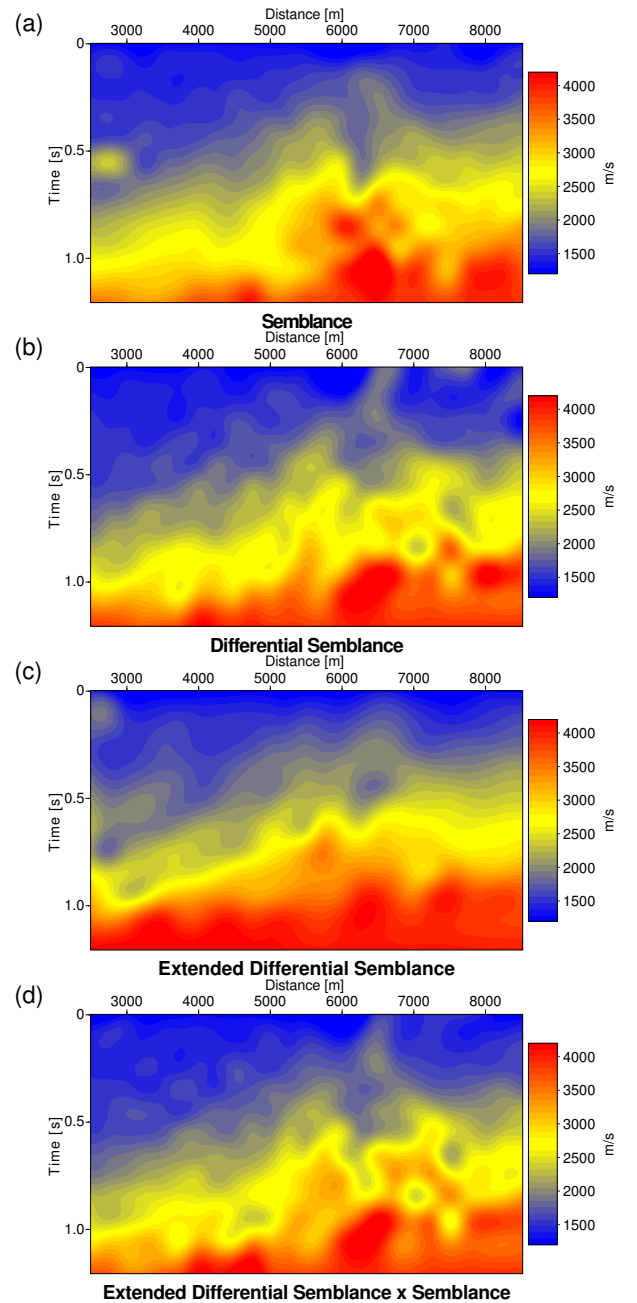 (a)
Distance [m]
3000 4000 5000 6000 7000 8000
0
0.5
1.0
Time [s]
4000
3500
3000
2500
2000
1500
m/s
Semblance
(b)
Distance [m]
3000 4000 5000 6000 7000 8000
0
0.5
1.0
Time [s]
4000
3500
3000
2500
2000
1500
m/s
Differential Semblance
(c)
Distance [m]
3000 4000 5000 6000 7000 8000
0
0.5
1.0
Time [s]
4000
3500
3000
2500
2000
1500
m/s
Extended Differential Semblance
(d)
Distance [m]
3000 4000 5000 6000 7000 8000
0
0.5
1.0
Time [s]
4000
3500
3000
2500
2000
1500
m/s
Extended Differential Semblance x Semblance